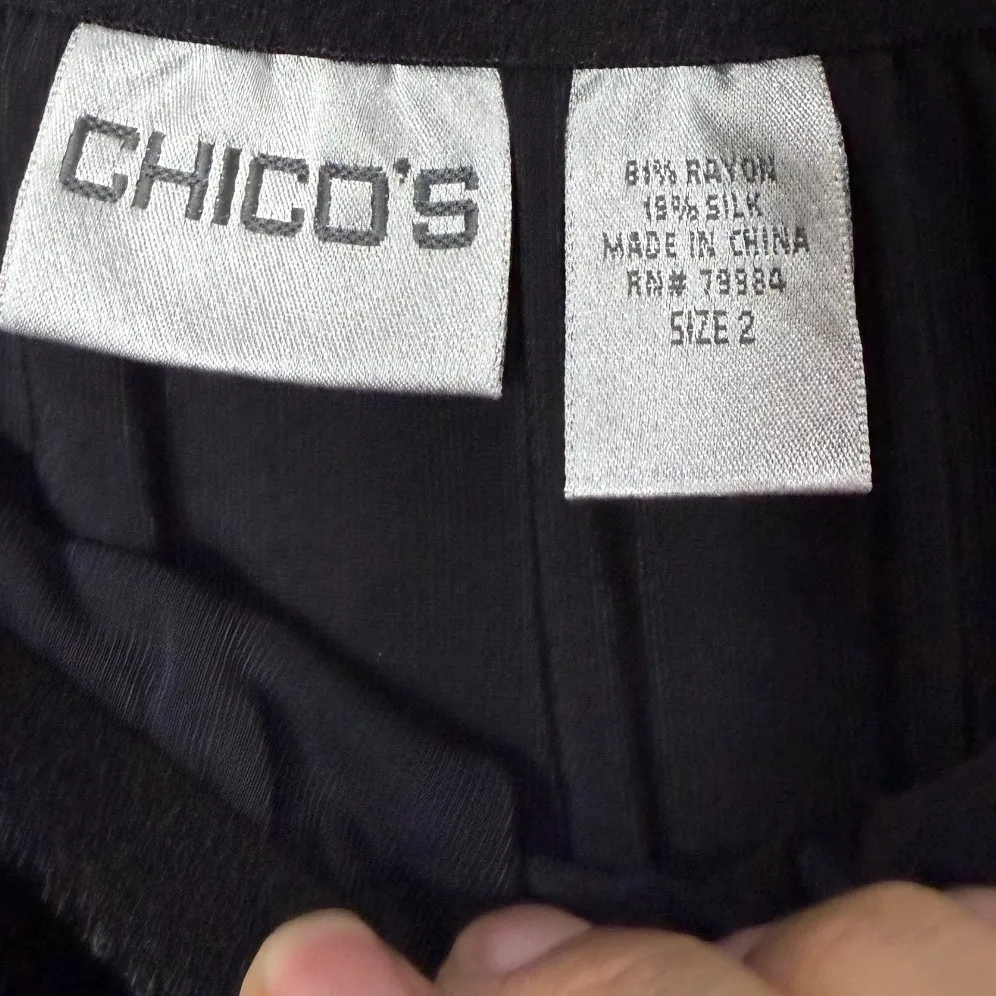 CHICO'S
81% RAYON
19% SILK
MADE IN CHINA
RN# 79984
SIZE 2